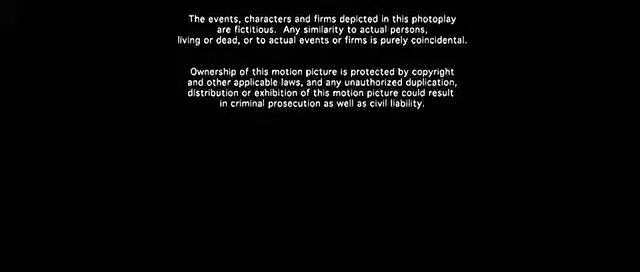 The events, characters and firms depicted in this photoplay
are fictitious. Any similarity to actual persons,
living or dead, or to actual events or firms is purely coincidental.
Ownership of this motion picture is protected by copyright
and other applicable laws, and any unauthorized duplication,
distribution or exhibition of this motion picture could result
in criminal prosecution as well as civil liability.